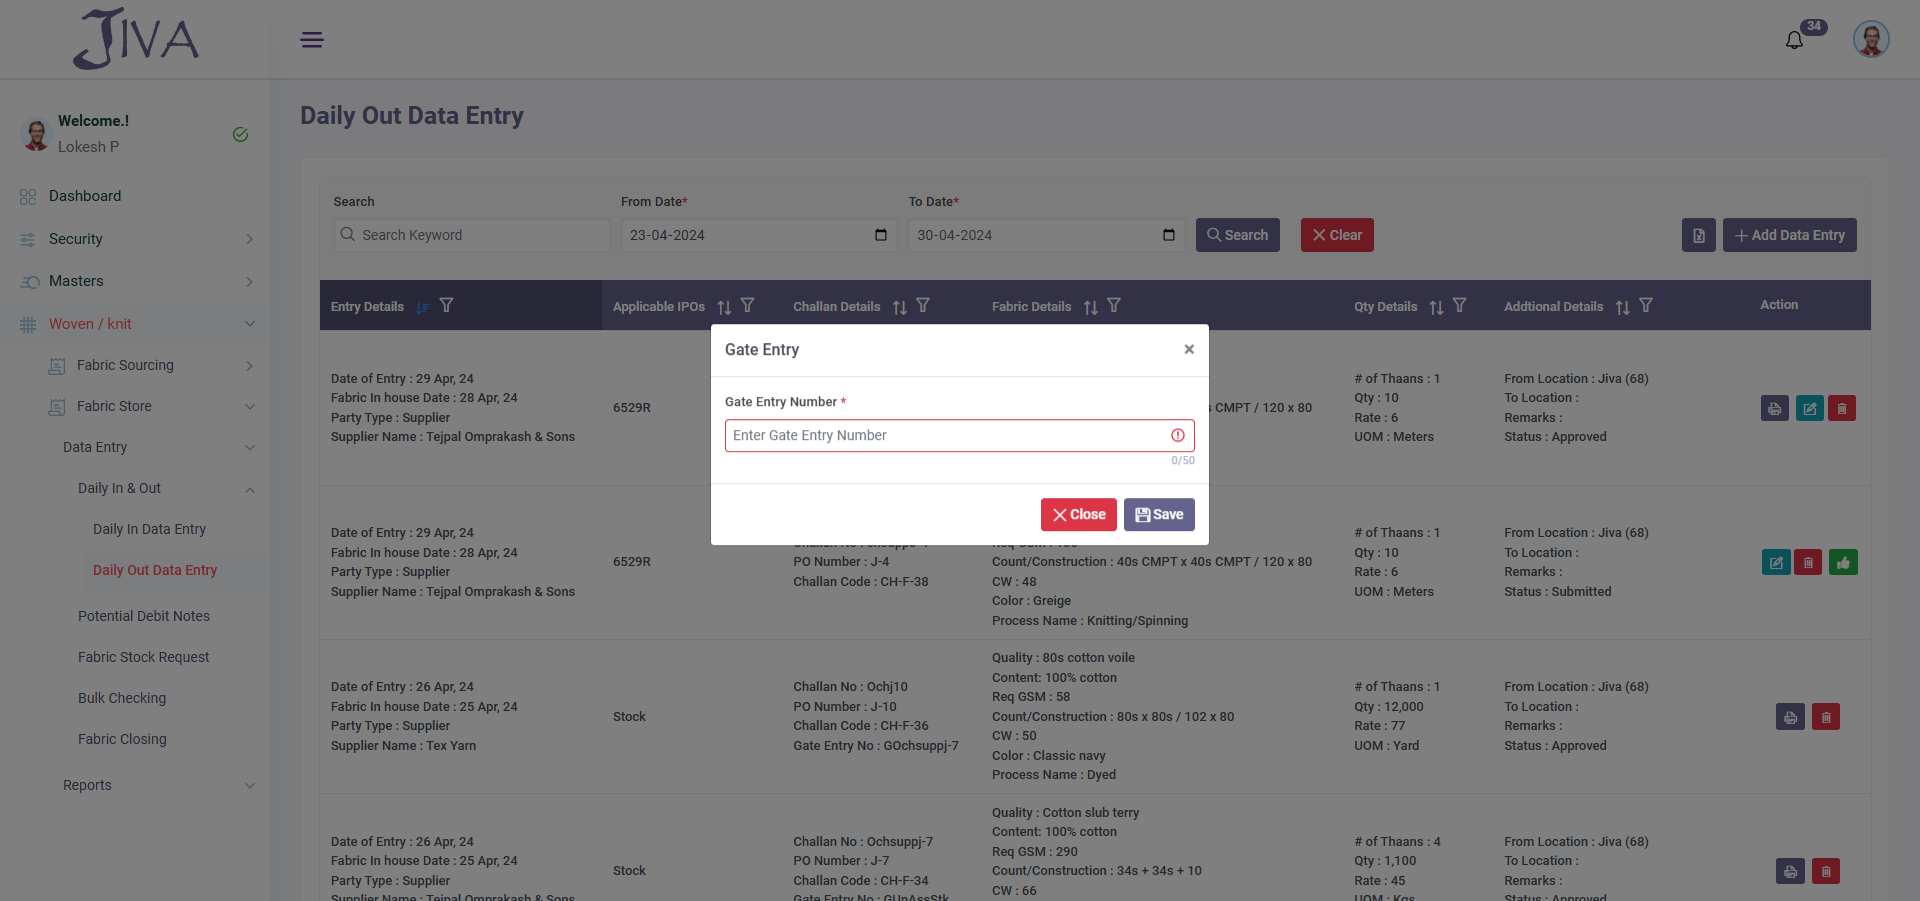 JIVA
34
Welcome.!
Lokesh P
Dashboard
Security
Masters
Woven / knit
Fabric Sourcing
Fabric Store
Data Entry
Daily In & Out
Daily In Data Entry
Daily Out Data Entry
Potential Debit Notes
Fabric Stock Request
Bulk Checking
Fabric Closing
Reports
Daily Out Data Entry
Search
From Date*
To Date*
Search Keyword
23-04-2024
30-04-2024
Search
Clear
Add Data Entry
Entry Details
Applicable IPOs
Challan Details
Fabric Details
Qty Details
Addtional Details
Action
Date of Entry : 29 Apr, 24
Fabric In house Date : 28 Apr, 24
Party Type : Supplier
Supplier Name : Tejpal Omprakash & Sons
6529R
CMPT / 120 x 80
# of Thaans : 1
Qty : 10
Rate : 6
UOM : Meters
From Location : Jiva (68)
To Location :
Remarks :
Status : Approved
Gate Entry
×
Gate Entry Number *
Enter Gate Entry Number
0/50
Close
Save
Date of Entry : 29 Apr, 24
Fabric In house Date : 28 Apr, 24
Party Type : Supplier
Supplier Name : Tejpal Omprakash & Sons
6529R
PO Number : J-4
Challan Code : CH-F-38
Count/Construction : 40s CMPT x 40s CMPT / 120 x 80
CW : 48
Color : Greige
Process Name : Knitting/Spinning
# of Thaans : 1
Qty : 10
Rate : 6
UOM : Meters
From Location : Jiva (68)
To Location :
Remarks :
Status : Submitted
Date of Entry : 26 Apr, 24
Fabric In house Date : 25 Apr, 24
Party Type : Supplier
Supplier Name : Tex Yarn
Stock
Challan No : Ochj10
PO Number : J-10
Challan Code : CH-F-36
Gate Entry No : GOchsuppj-7
Quality : 80s cotton voile
Content: 100% cotton
Req GSM : 58
Count/Construction : 80s x 80s / 102 x 80
CW : 50
Color : Classic navy
Process Name : Dyed
# of Thaans : 1
Qty : 12,000
Rate : 77
UOM : Yard
From Location : Jiva (68)
To Location :
Remarks :
Status : Approved
Date of Entry : 26 Apr, 24
Fabric In house Date : 25 Apr, 24
Party Type : Supplier
Supplier Name : Tejpal Omprakash & Sons
Stock
Challan No : Ochsuppj-7
PO Number : J-7
Challan Code : CH-F-34
Gate Entry No : GUnAssStk
Quality : Cotton slub terry
Content: 100% cotton
Req GSM : 290
Count/Construction : 34s + 34s + 10
CW : 66
# of Thaans : 4
Qty : 1,100
Rate : 45
UOM : Kgs
From Location : Jiva (68)
To Location :
Remarks :
Status : Approved